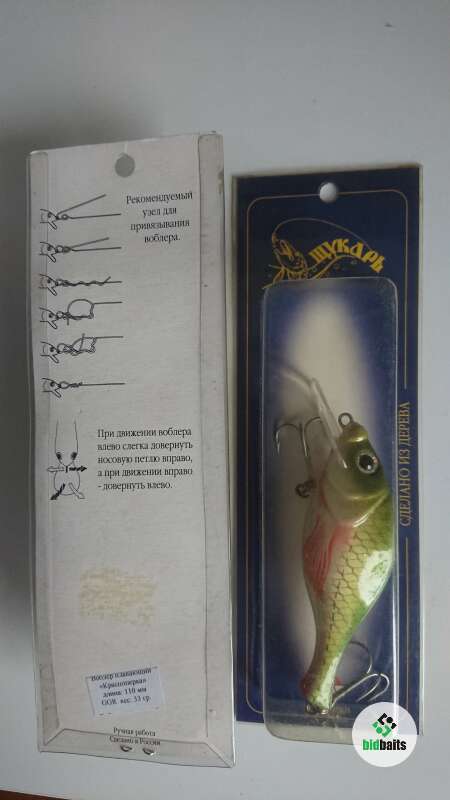 Рекомендуемый
узел для
привязывания
воблера.
При движении воблера
влево слегка довернуть
носовую петлю вправо,
а при движении вправо
- довернуть влево.
Воблер плавающий
«Красноперка»
длина: 110 мм
вес: 33 гр.
Ручная работа
Сделано в России
ЩУКАРЬ
СДЕЛАНО ИЗ ДЕРЕВА
bidbaits